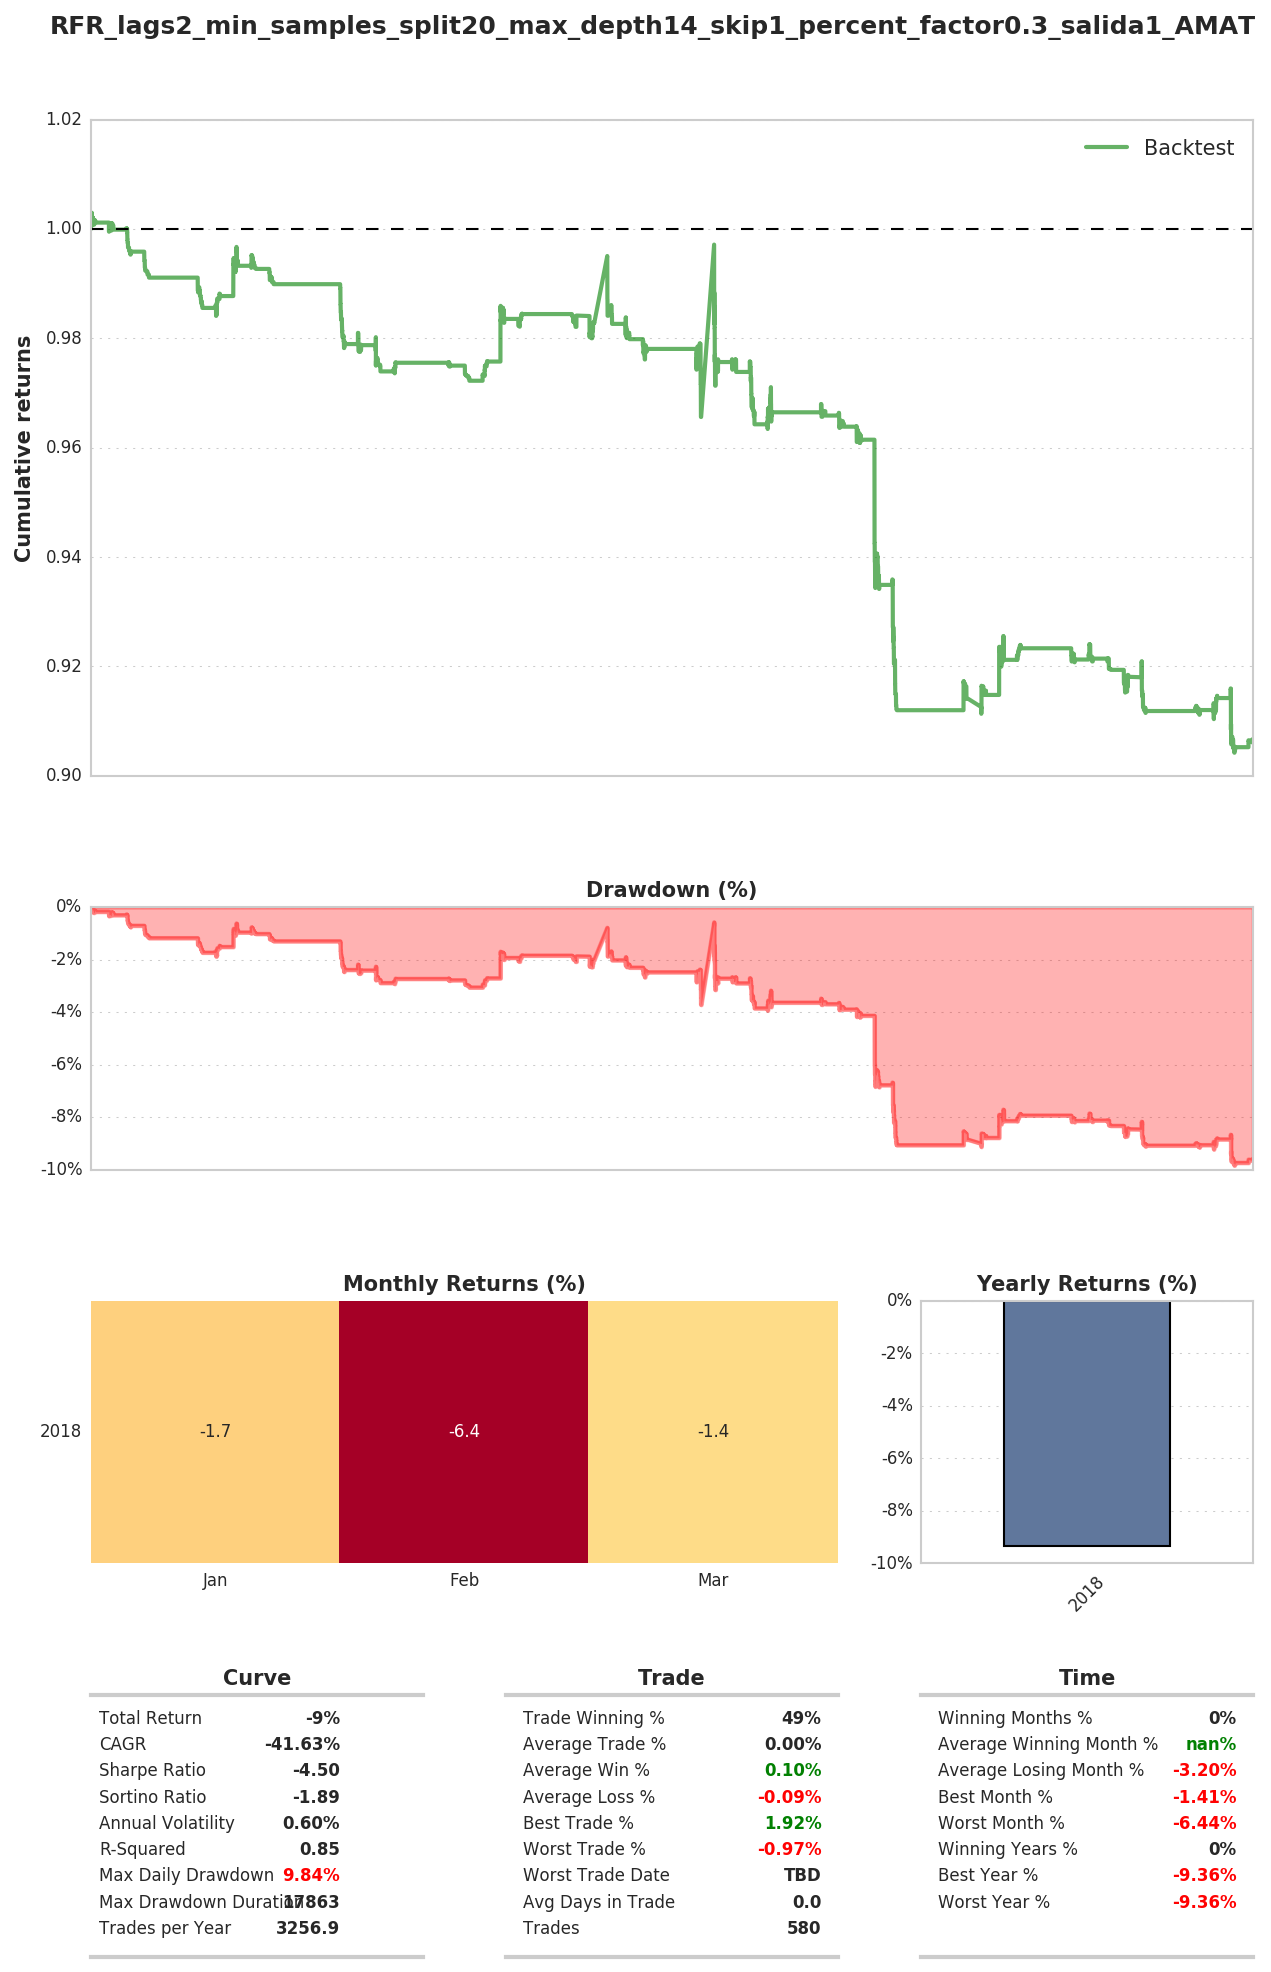 RFR_lags2_min_samples_split20_max_depth14_skip1_percent_factor0.3_salida1_AMAT
1.02
1.00
0.98
0.96
0.94
0.92
0.90
Cumulative returns
Backtest
Drawdown (%)
0%
-2%
-4%
-6%
-8%
-10%
Monthly Returns (%)
2018
-1.7
-6.4
-1.4
Jan
Feb
Mar
Yearly Returns (%)
0%
-2%
-4%
-6%
-8%
-10%
2018
Curve
Total Return -9%
CAGR -41.63%
Sharpe Ratio -4.50
Sortino Ratio -1.89
Annual Volatility 0.60%
R-Squared 0.85
Max Daily Drawdown 9.84%
Max Drawdown Duration 17863
Trades per Year 3256.9
Trade
Trade Winning % 49%
Average Trade % 0.00%
Average Win % 0.10%
Average Loss % -0.09%
Best Trade % 1.92%
Worst Trade % -0.97%
Worst Trade Date TBD
Avg Days in Trade 0.0
Trades 580
Time
Winning Months % 0%
Average Winning Month % nan%
Average Losing Month % -3.20%
Best Month % -1.41%
Worst Month % -6.44%
Winning Years % 0%
Best Year % -9.36%
Worst Year % -9.36%